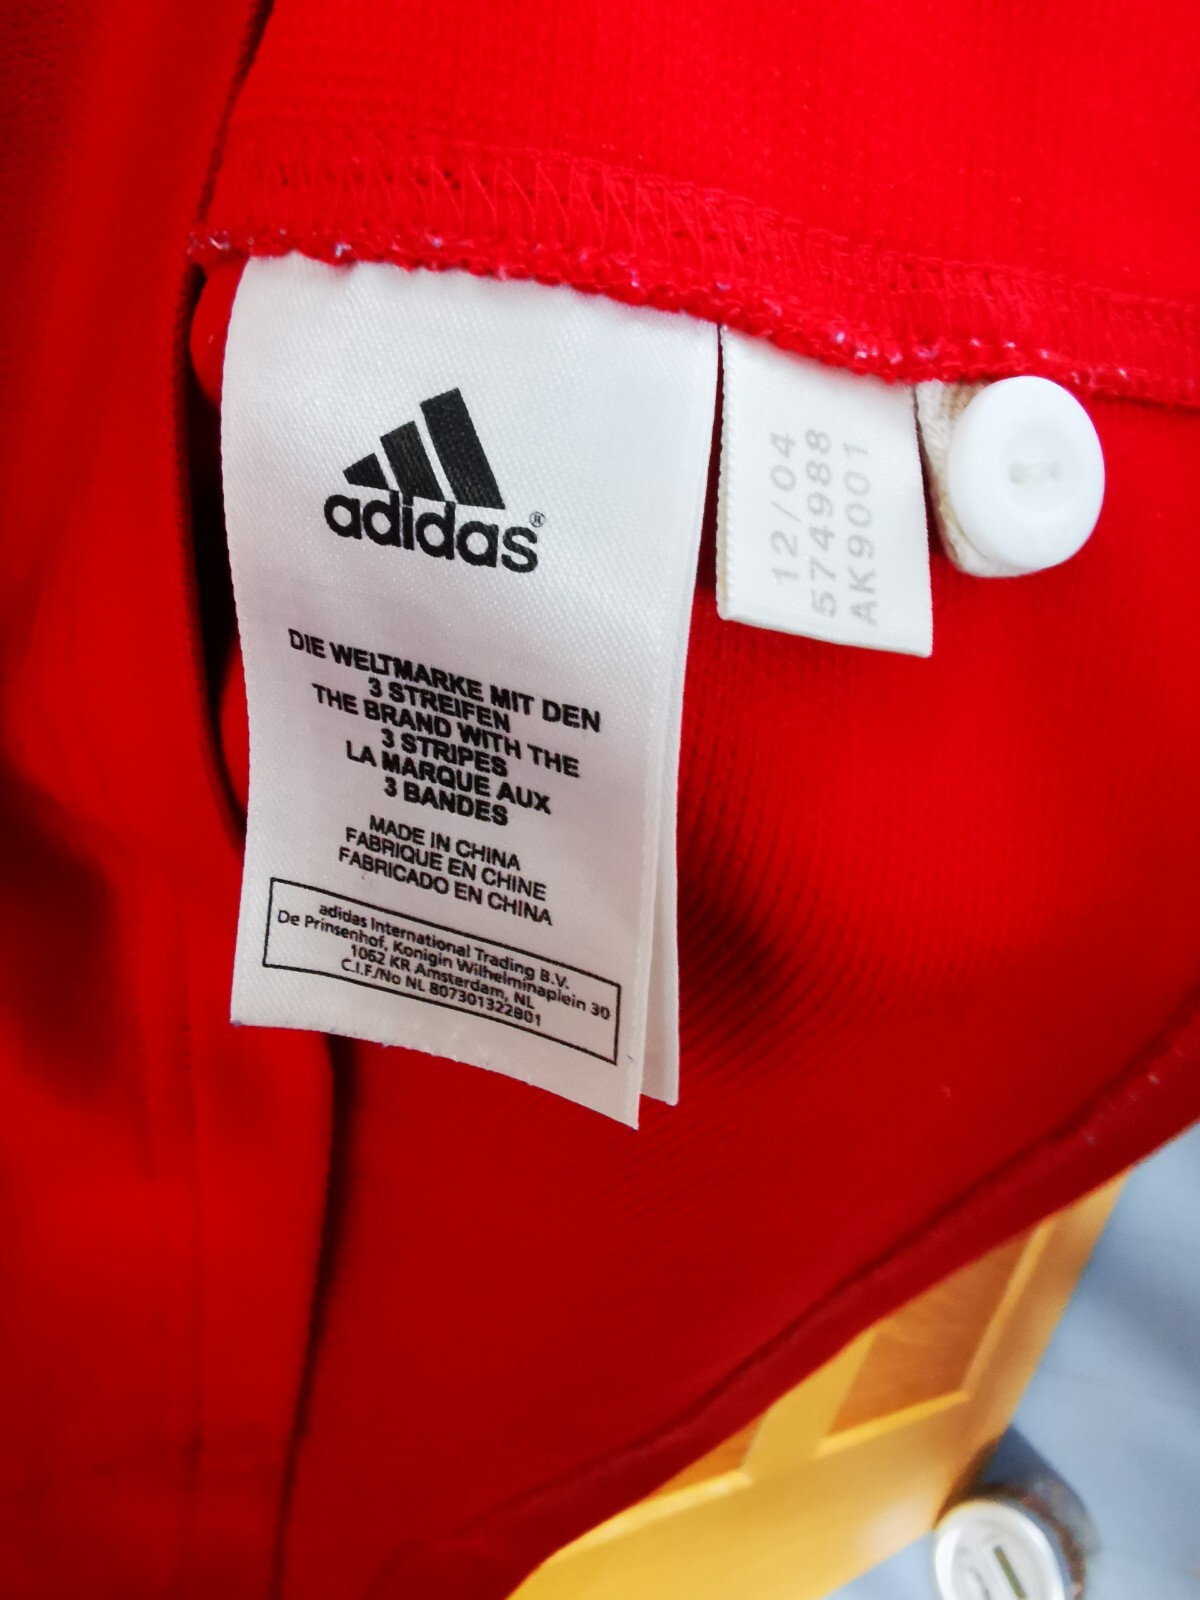 adidas®
DIE WELTMARKE MIT DEN
3 STREIFEN
THE BRAND WITH THE
3 STRIPES
LA MARQUE AUX
3 BANDES
MADE IN CHINA
FABRIQUE EN CHINE
FABRICADO EN CHINA
adidas International Trading B.V.
De Prinsenhof, Konigin Wilhelminaplein 30
1062 KR Amsterdam, NL
C.I.F./No NL 807301322B01
12/04
574988
AK9001